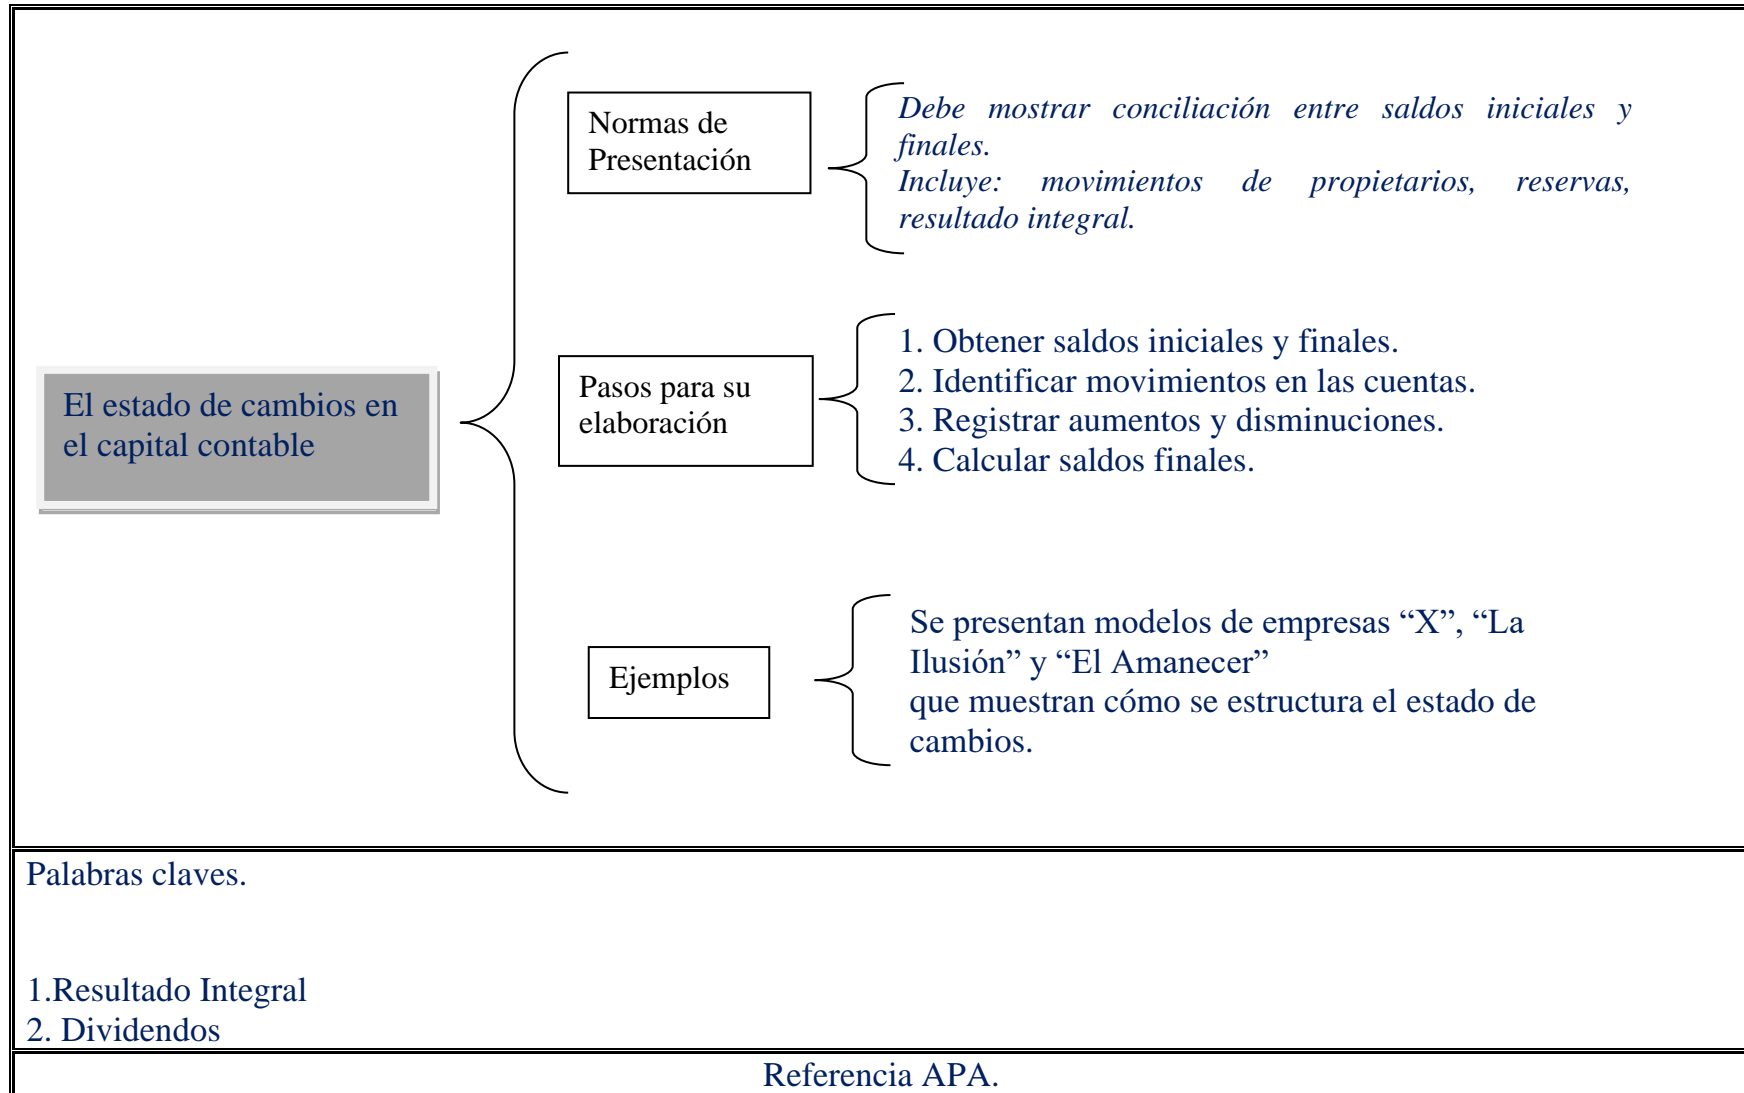 El estado de cambios en
el capital contable
Normas de
Presentación
Debe mostrar conciliación entre saldos iniciales y
finales.
Incluye: movimientos de propietarios, reservas,
resultado integral.
Pasos para su
elaboración
1. Obtener saldos iniciales y finales.
2. Identificar movimientos en las cuentas.
3. Registrar aumentos y disminuciones.
4. Calcular saldos finales.
Ejemplos
Se presentan modelos de empresas “X”, “La
Ilusión” y “El Amanecer”
que muestran cómo se estructura el estado de
cambios.
Palabras claves.
1.Resultado Integral
2. Dividendos
Referencia APA.